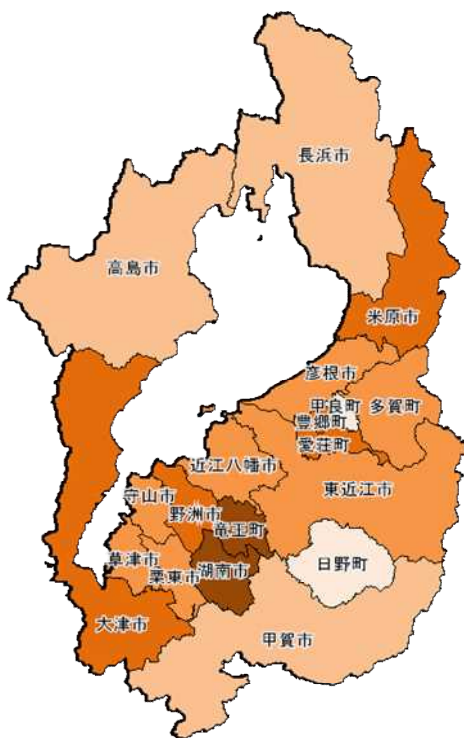 長浜市
高島市
米原市
彦根市
甲良町
多賀町
豊郷町
愛荘町
近江八幡市
東近江市
守山市
野洲市
竜王町
草津市
栗東市
湖南市
日野町
大津市
甲賀市